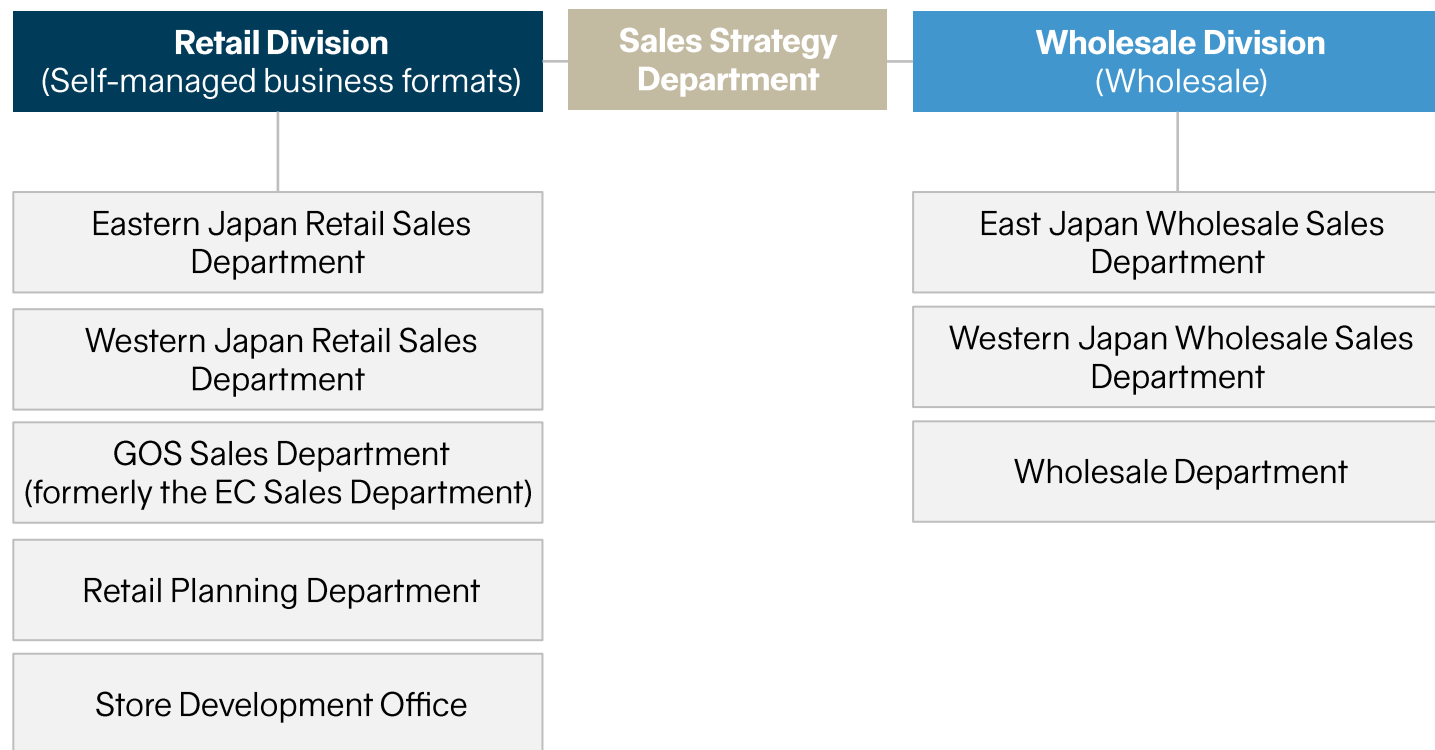 Retail Division
(Self-managed business formats)
Sales Strategy
Department
Wholesale Division
(Wholesale)
Eastern Japan Retail Sales
Department
Western Japan Retail Sales
Department
GOS Sales Department
(formerly the EC Sales Department)
Retail Planning Department
Store Development Office
East Japan Wholesale Sales
Department
Western Japan Wholesale Sales
Department
Wholesale Department